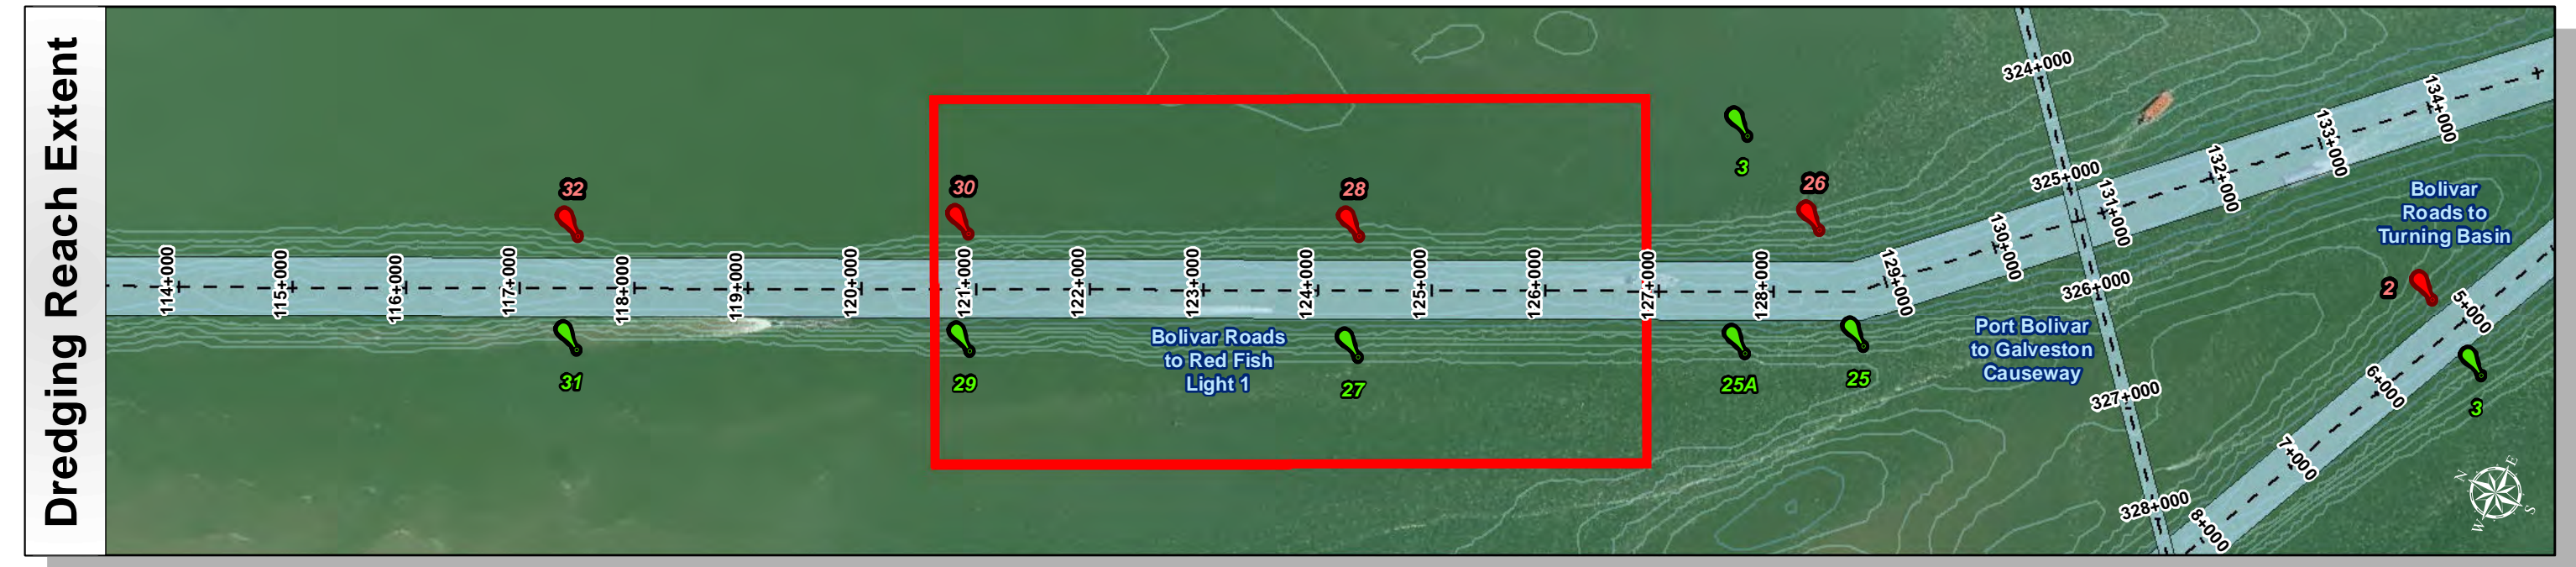 Dredging Reach Extent
114+000
115+000
116+000
117+000
118+000
119+000
120+000
121+000
122+000
123+000
124+000
125+000
126+000
127+000
128+000
129+000
130+000
131+000
132+000
133+000
134+000
32
30
28
26
3
31
29
27
25A
25
Bolivar Roads
to Red Fish
Light 1
324+000
325+000
326+000
327+000
328+000
Port Bolivar
to Galveston
Causeway
Bolivar
Roads to
Turning Basin
2
3
5+000
6+000
7+000
8+000
N
E
W
S